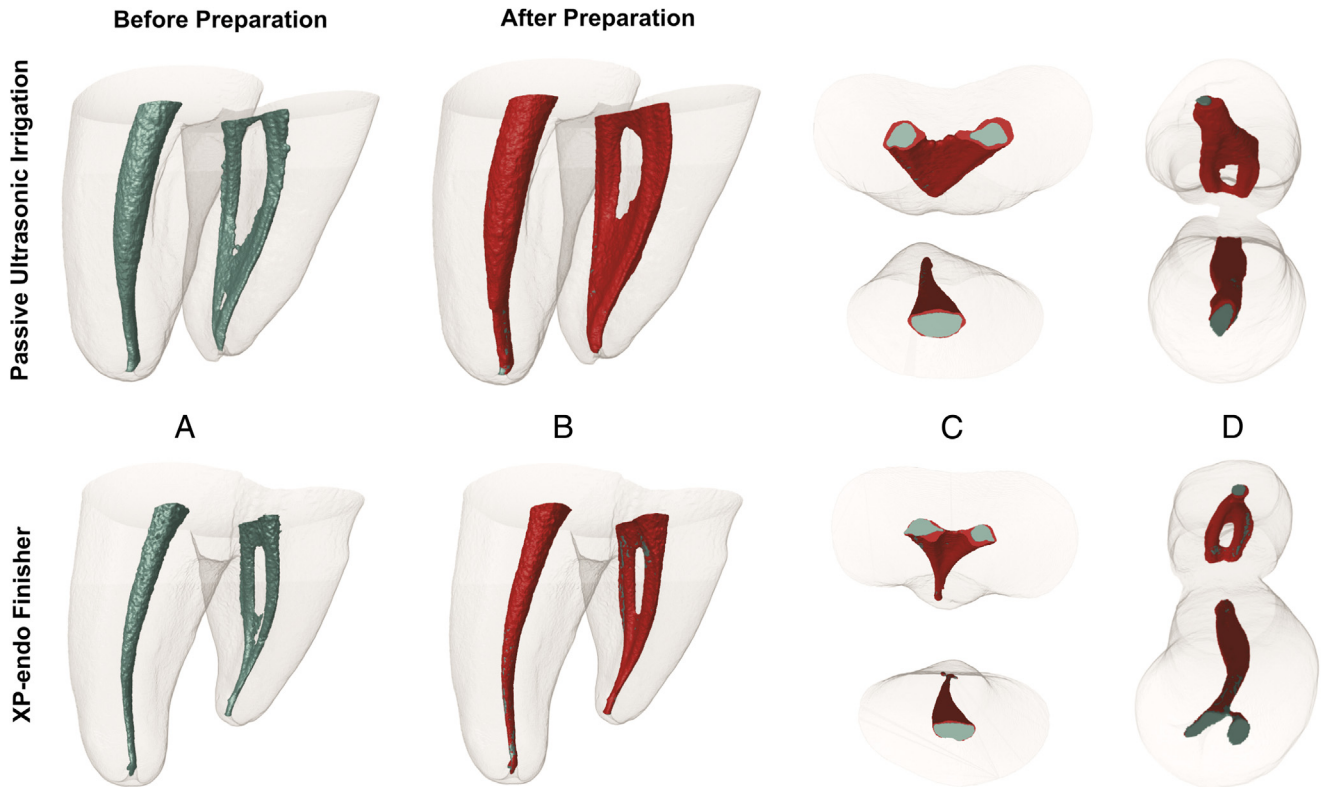 Before Preparation
After Preparation
Passive Ultrasonic Irrigation
A
B
C
D
XP-endo Finisher